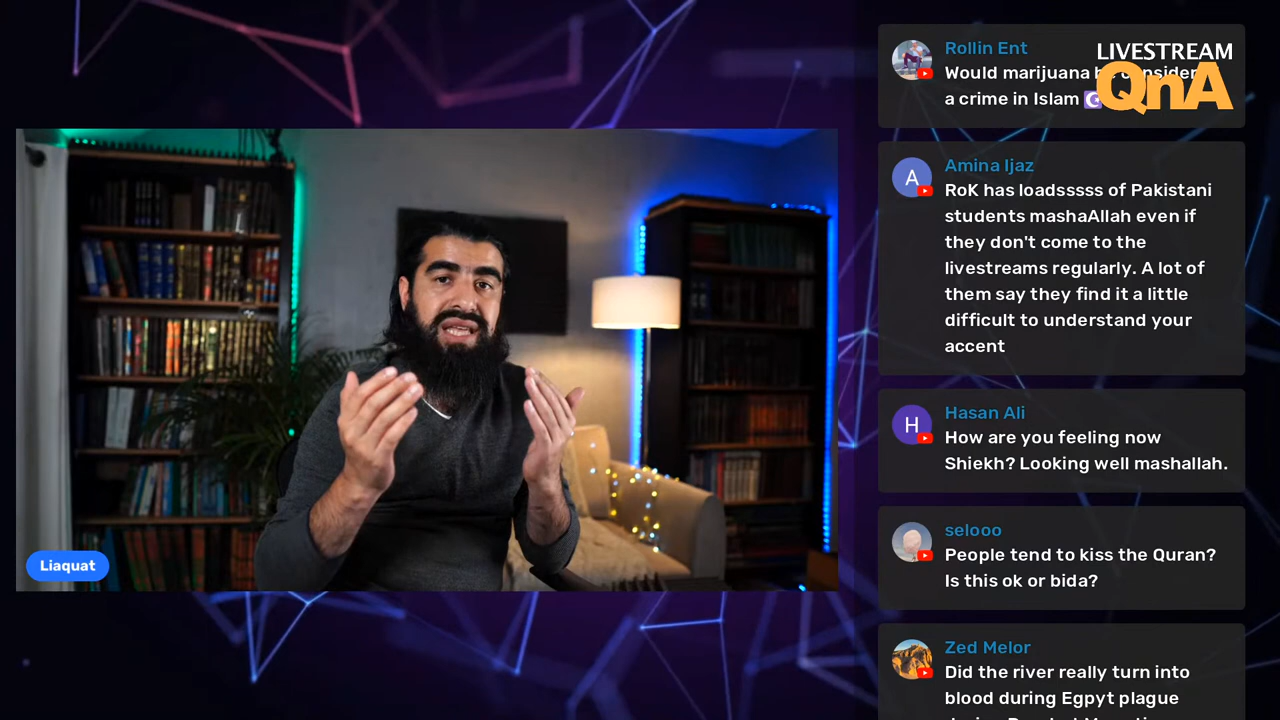 Rollin Ent
Would marijuana
a crime in Islam
LIVESTREAM
QnA
A
Amina Ijaz
RoK has loadsssss of Pakistani
students mashaAllah even if
they don't come to the
livestreams regularly. A lot of
them say they find it a little
difficult to understand your
accent
H
Hasan Ali
How are you feeling now
Shiekh? Looking well mashallah.
selooo
People tend to kiss the Quran?
Is this ok or bida?
Zed Melor
Did the river really turn into
blood during Egpyt plague
Liaquat